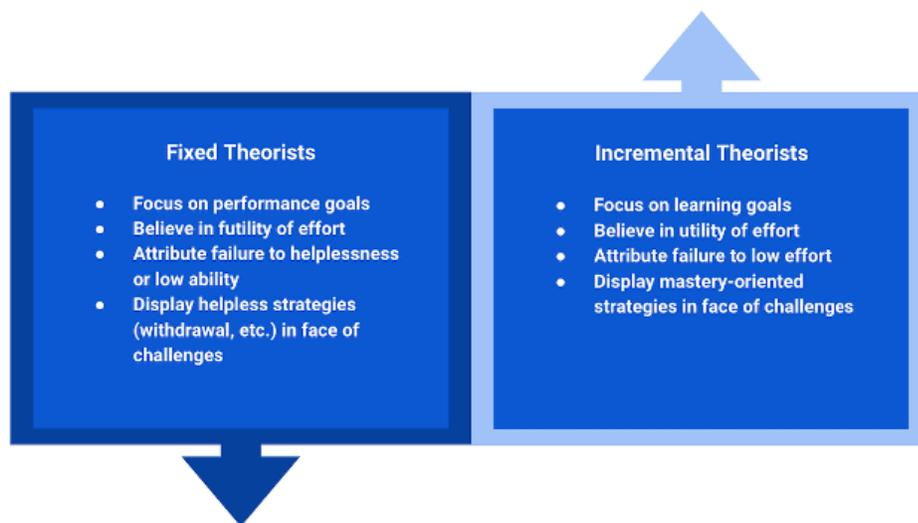 Fixed Theorists
● Focus on performance goals
● Believe in futility of effort
● Attribute failure to helplessness
or low ability
● Display helpless strategies
(withdrawal, etc.) in face of
challenges
Incremental Theorists
● Focus on learning goals
● Believe in utility of effort
● Attribute failure to low effort
● Display mastery-oriented
strategies in face of challenges